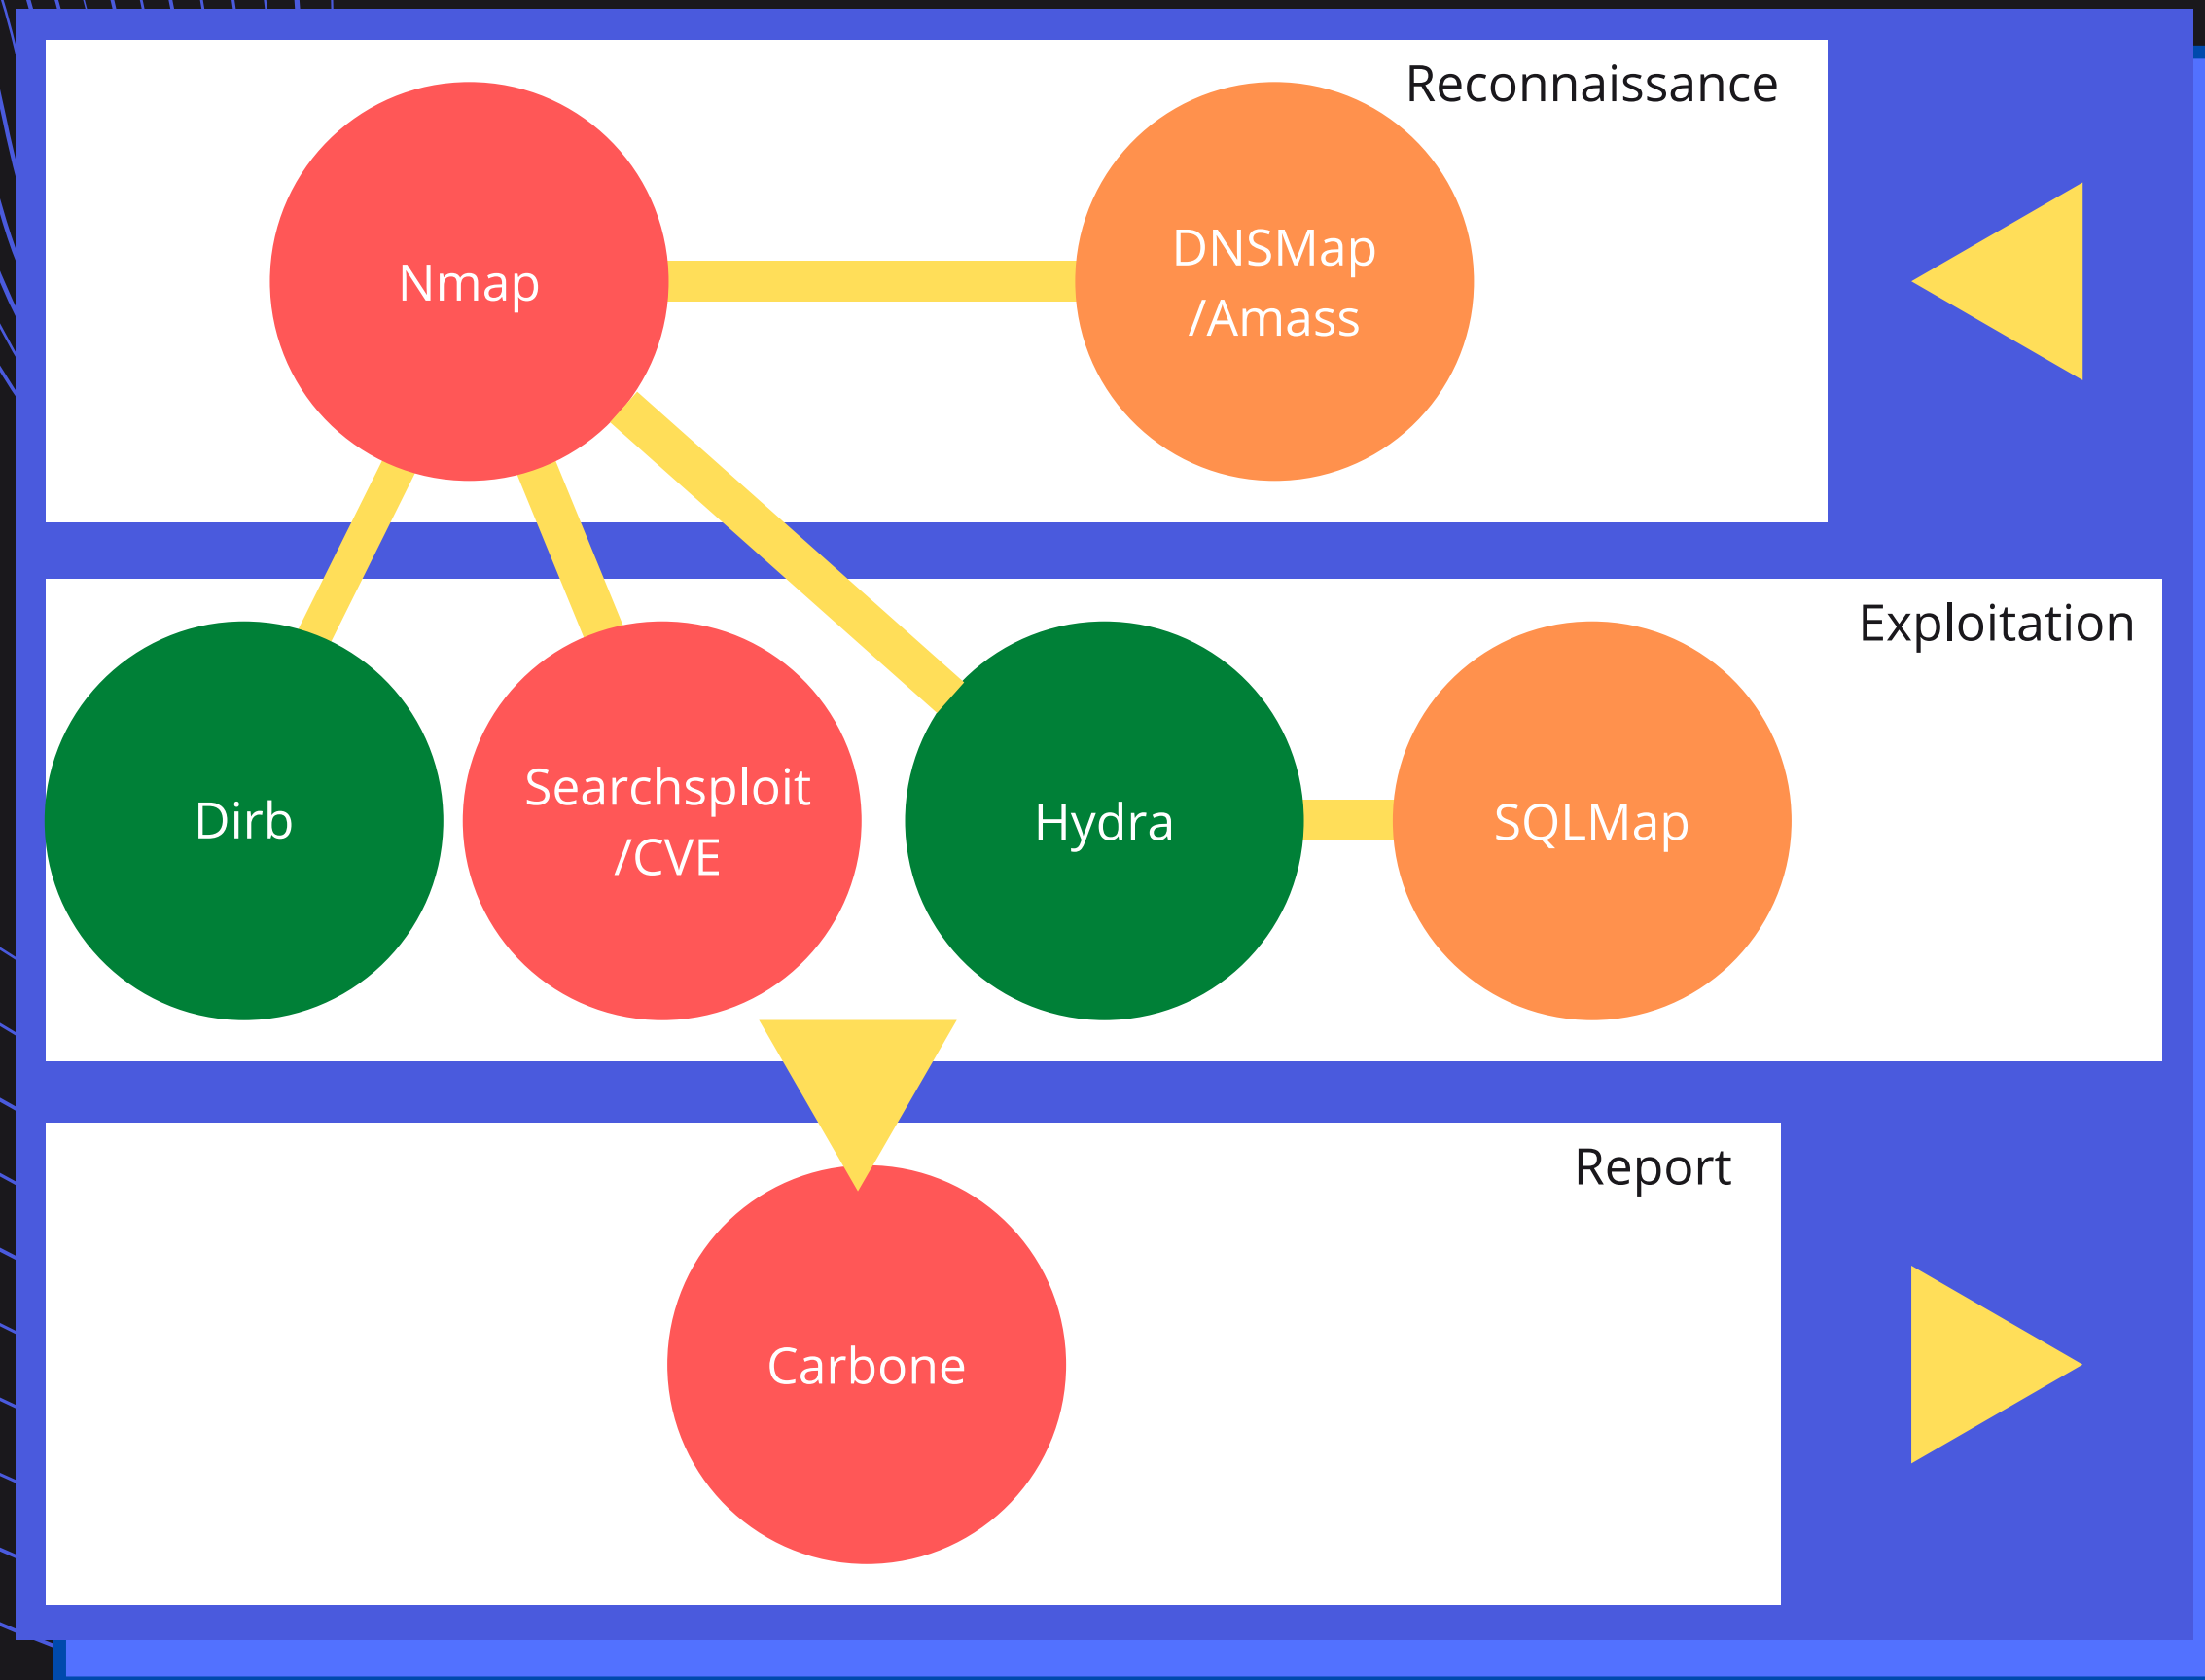 Reconnaissance
Nmap
DNSMap
/Amass
Exploitation
Dirb
Searchsploit
/CVE
Hydra
SQLMap
Report
Carbone